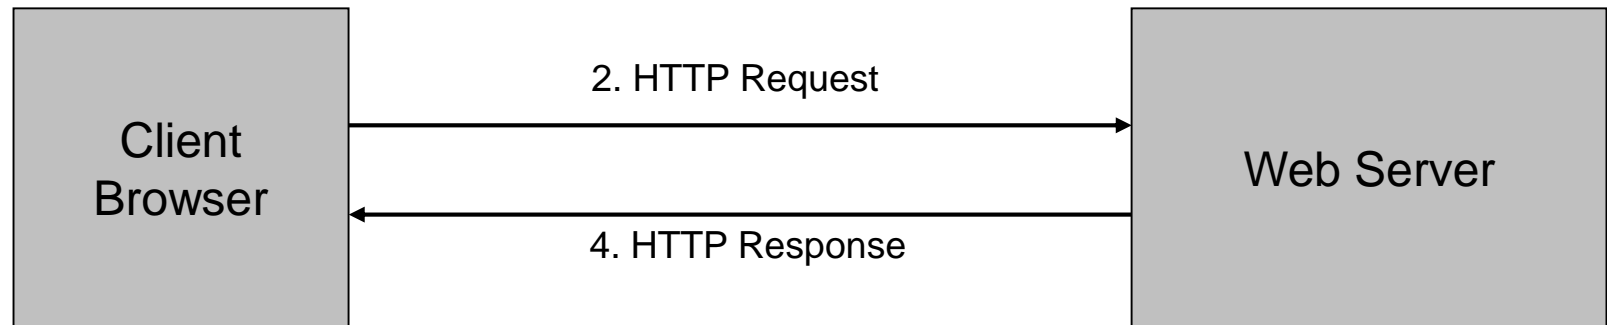 2. HTTP Request
Client
Browser
Web Server
4. HTTP Response